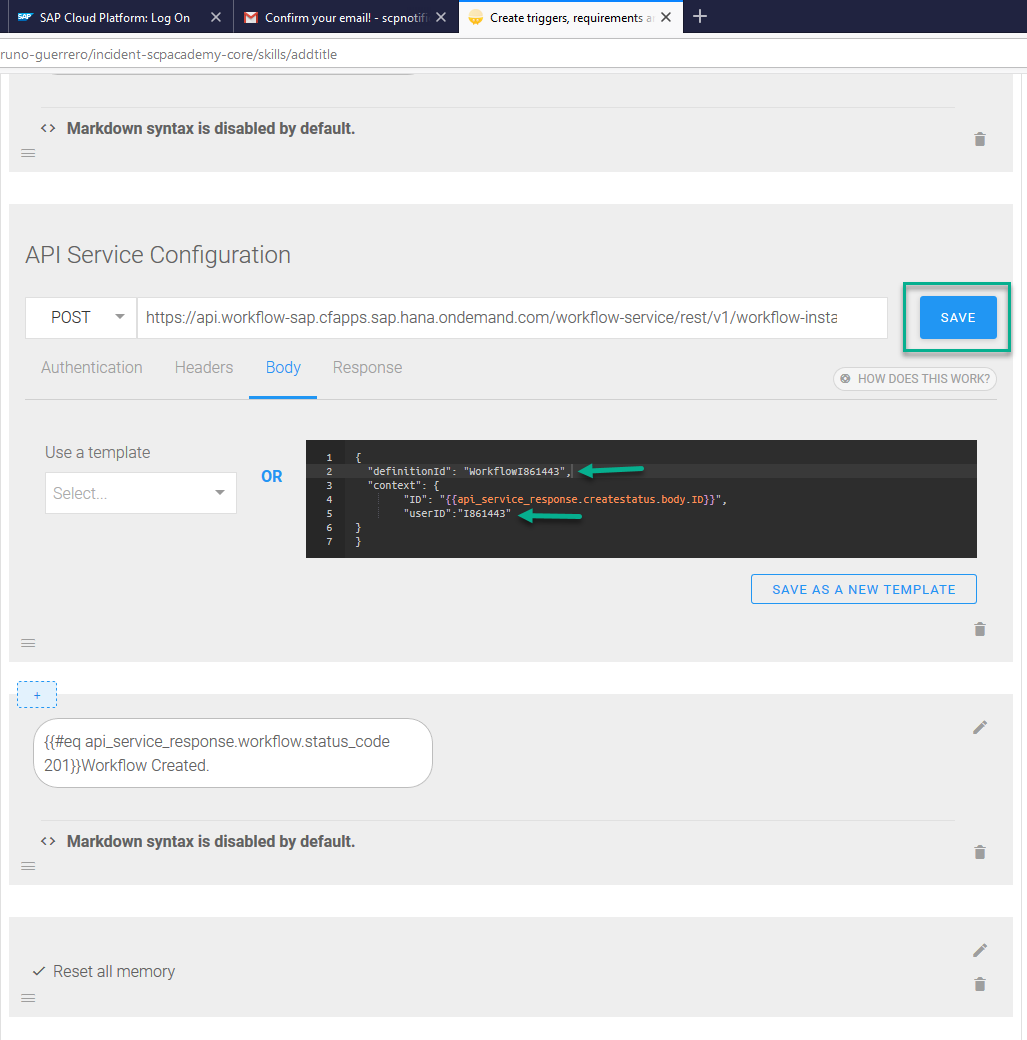 SAP SAP Cloud Platform: Log On
Confirm your email! - scpnotifi
Create triggers, requirements a
runo-guerrero/incident-scpacademy-core/skills/addtitle
<> Markdown syntax is disabled by default.
API Service Configuration
POST
https://api.workflow-sap.cfapps.sap.hana.ondemand.com/workflow-service/rest/v1/workflow-insta
SAVE
Authentication Headers Body Response
HOW DOES THIS WORK?
Use a template
Select...
OR
1 {
2 "definitionId": "WorkflowI861443",
3 "context": {
4 "ID": "{{api_service_response.createstatus.body.ID}}",
5 "userID":"I861443"
6 }
7 }
SAVE AS A NEW TEMPLATE
+
{{#eq api_service_response.workflow.status_code
201}}Workflow Created.
<> Markdown syntax is disabled by default.
Reset all memory